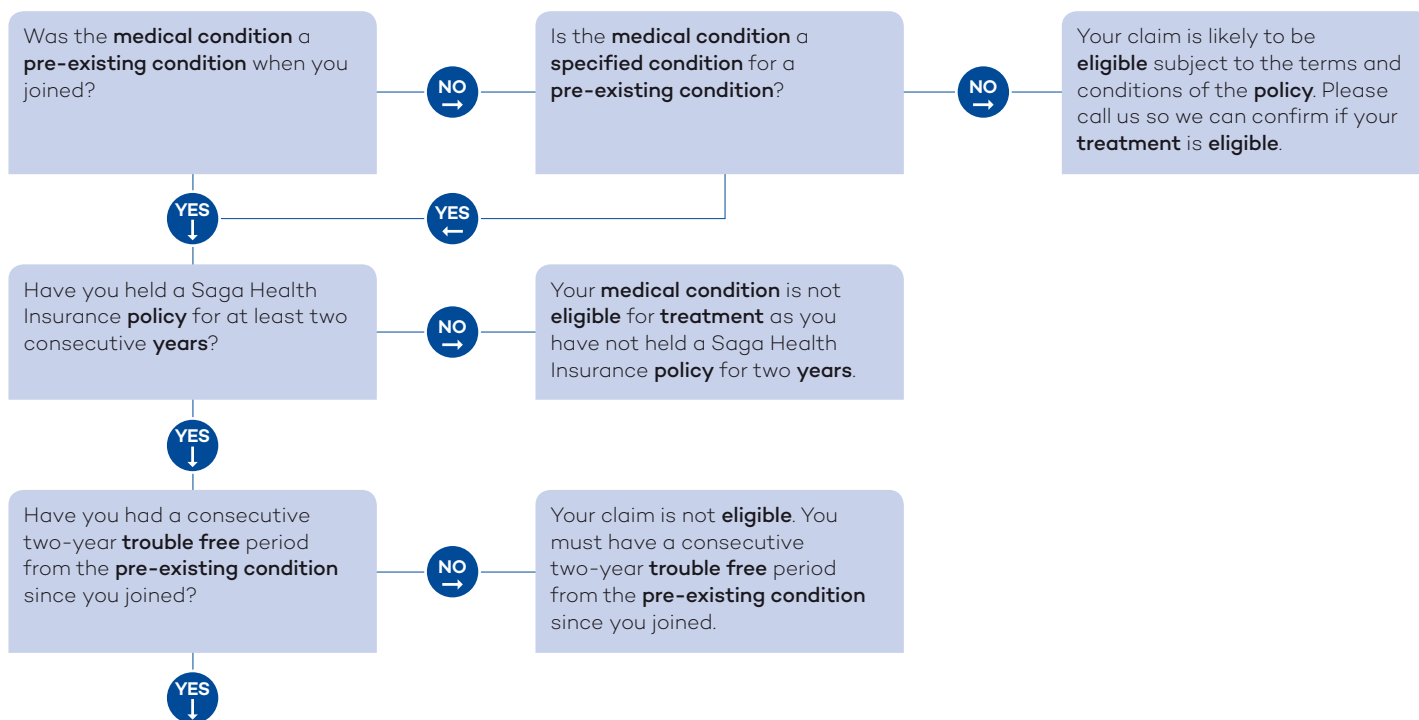 Was the medical condition a
pre-existing condition when you
joined?
NO
→
Is the medical condition a
specified condition for a
pre-existing condition?
NO
→
Your claim is likely to be
eligible subject to the terms and
conditions of the policy. Please
call us so we can confirm if your
treatment is eligible.
YES
↓
YES
←
Have you held a Saga Health
Insurance policy for at least two
consecutive years?
NO
→
Your medical condition is not
eligible for treatment as you
have not held a Saga Health
Insurance policy for two years.
YES
↓
Have you had a consecutive
two-year trouble free period
from the pre-existing condition
since you joined?
NO
→
Your claim is not eligible. You
must have a consecutive
two-year trouble free period
from the pre-existing condition
since you joined.
YES
↓